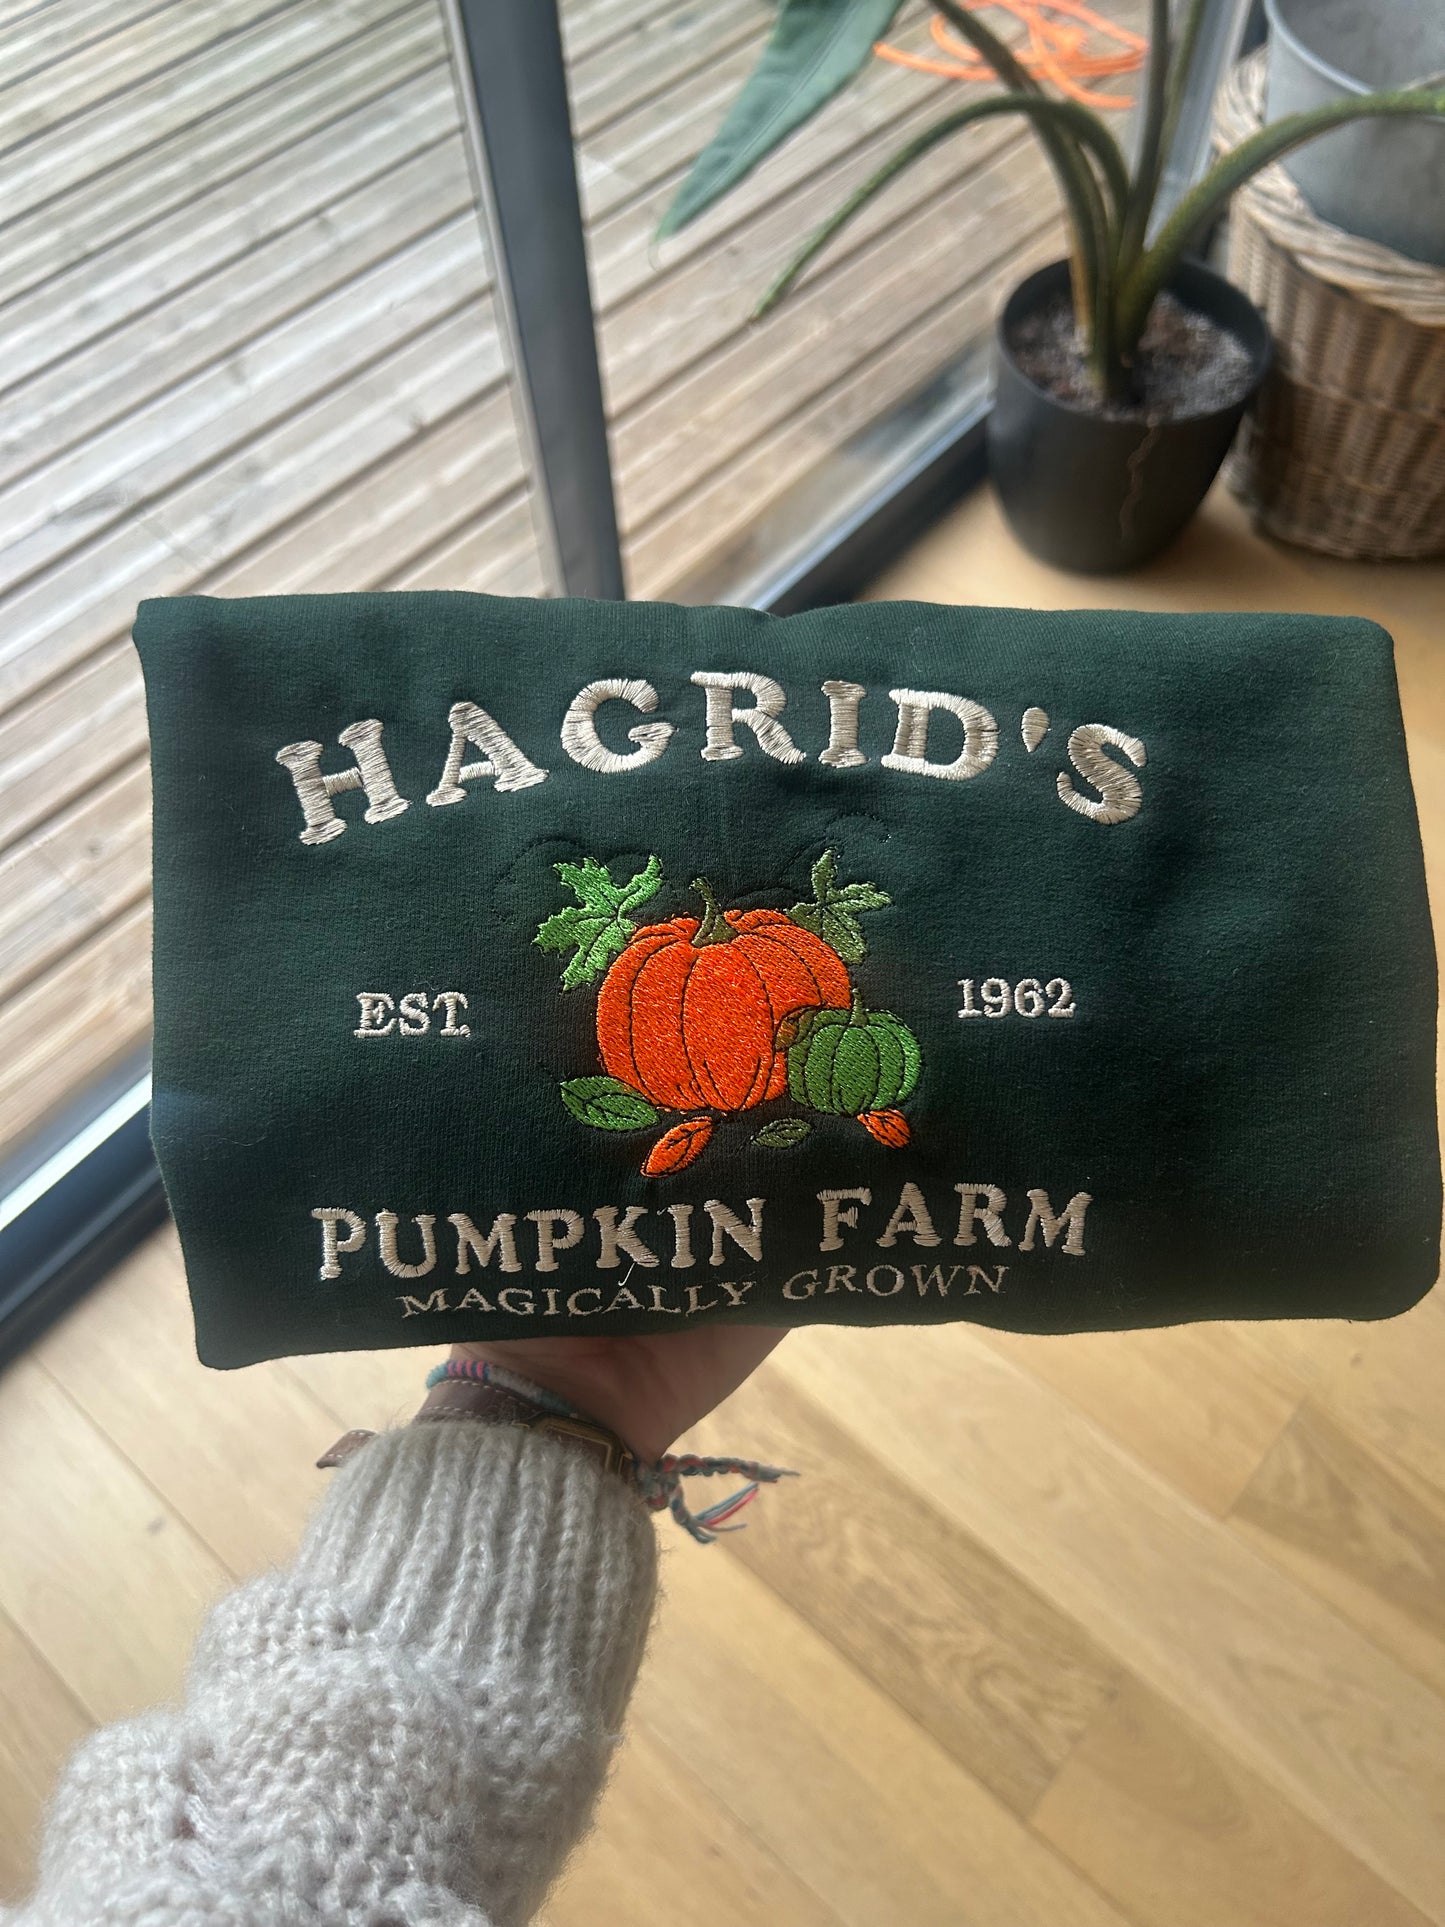 HAGRID'S
EST. 1962
PUMPKIN FARM
MAGICALLY GROWN